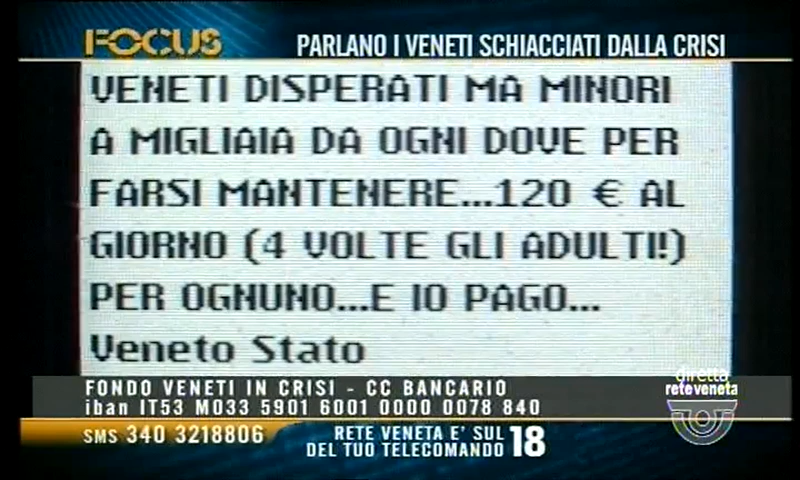 FOCUS
PARLANO I VENETI SCHIACCIATI DALLA CRISI
VENETI DISPERATI MA MINORI
A MIGLIAIA DA OGNI DOVE PER
FARSI MANTENERE...120 € AL
GIORNO (4 VOLTE GLI ADULTI!)
PER OGNUNO...E IO PAGO...
Veneto Stato
diretta
reteveneta
FONDO VENETI IN CRISI - CC BANCARIO
iban IT53 M033 5901 6001 0000 0078 840
SMS 340 3218806
RETE VENETA E' SUL
DEL TUO TELECOMANDO 18